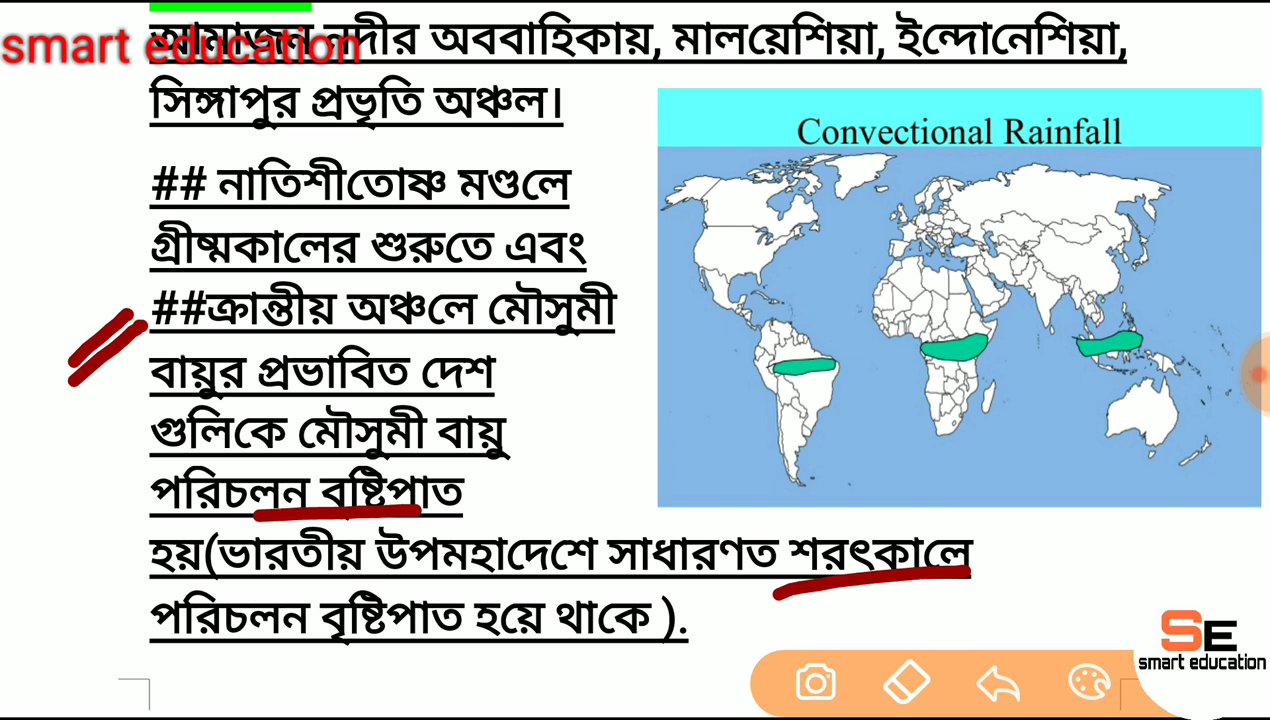 smart education
আমাজন নদীর অববাহিকায়, মালয়েশিয়া, ইন্দোনেশিয়া,
সিঙ্গাপুর প্রভৃতি অঞ্চল।
## নাতিশীতোষ্ণ মণ্ডলে
গ্রীষ্মকালের শুরুতে এবং
##ক্রান্তীয় অঞ্চলে মৌসুমী
বায়ুর প্রভাবিত দেশ
গুলিকে মৌসুমী বায়ু
পরিচলন বৃষ্টিপাত
হয়(ভারতীয় উপমহাদেশে সাধারণত শরৎকালে
পরিচলন বৃষ্টিপাত হয়ে থাকে ).
Convectional Rainfall
SE
smart education